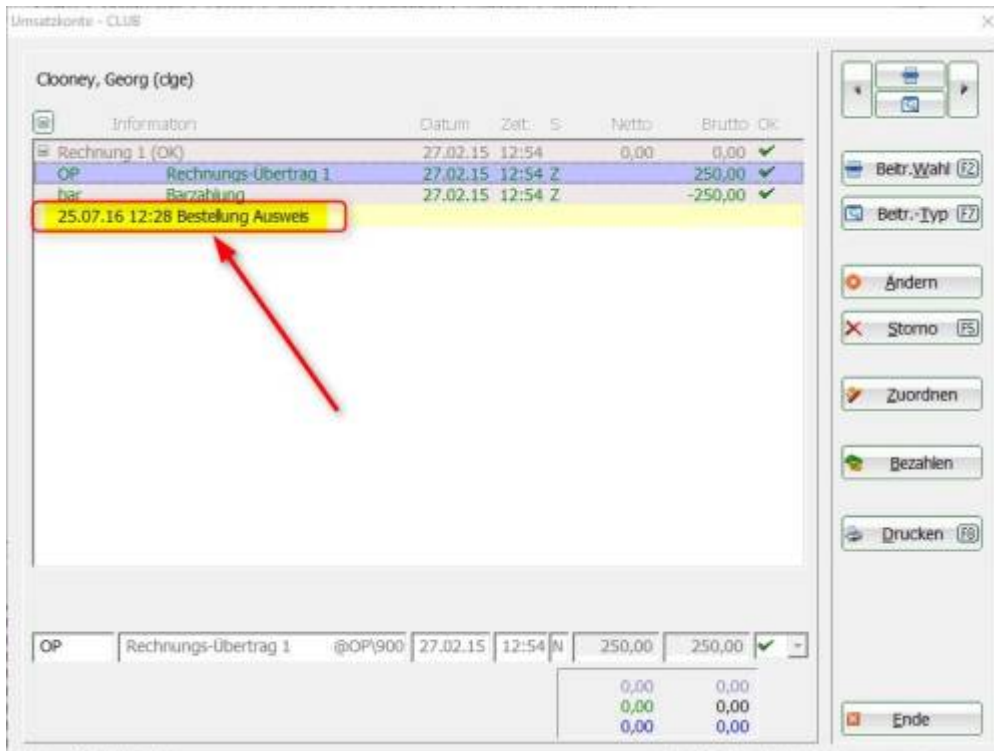 Umsatzkonto - CLUB
Clooney, Georg (clge)
Information Datum Zeit S Netto Brutto OK
Rechnung 1 (OK) 27.02.15 12:54 0,00 0,00
OP Rechnungs-Übertrag 1 27.02.15 12:54 Z 250,00
bar Barzahlung 27.02.15 12:54 Z -250,00
25.07.16 12:28 Bestellung Ausweis
Beitr.Wahl F2
Beitr.-Typ F7
Ändern
Storno F5
Zuordnen
Bezahlen
Drucken F8
OP Rechnungs-Übertrag 1 @OP\900 27.02.15 12:54 N 250,00 250,00
0,00 0,00
0,00 0,00
0,00 0,00
Ende